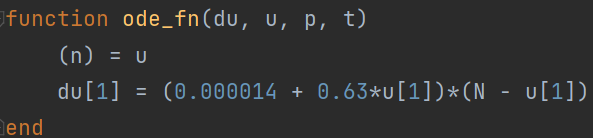 function ode_fn(du, u, p, t)
(n) = u
du[1] = (0.000014 + 0.63*u[1])*(N - u[1])
end